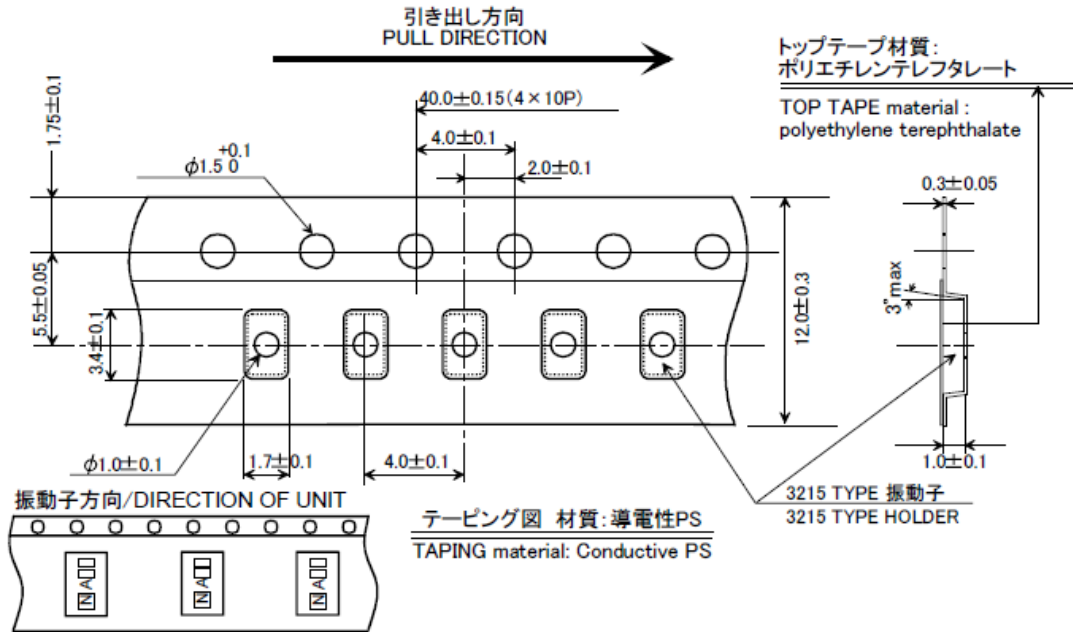 引き出し方向
PULL DIRECTION
トップテープ材質:
ポリエチレンテレフタレート
TOP TAPE material :
polyethylene terephthalate
1.75±0.1
40.0±0.15(4×10P)
4.0±0.1
+0.1
φ1.5 0
2.0±0.1
0.3±0.05
5.5±0.05
3.4±0.1
12.0±0.3
3°max
φ1.0±0.1
1.7±0.1
4.0±0.1
1.0±0.1
振動子方向/DIRECTION OF UNIT
テーピング図 材質:導電性PS
TAPING material: Conductive PS
3215 TYPE 振動子
3215 TYPE HOLDER
N A
N A
N A